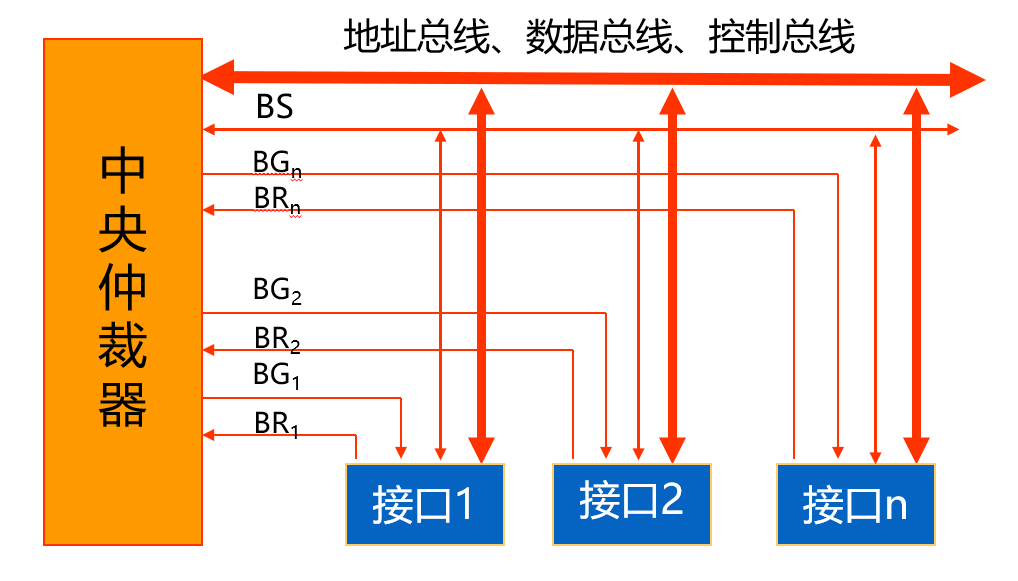 地址总线、数据总线、控制总线
BS
BGₙ
BRₙ
中央仲裁器
BG₂
BR₂
BG₁
BR₁
接口1
接口2
接口n